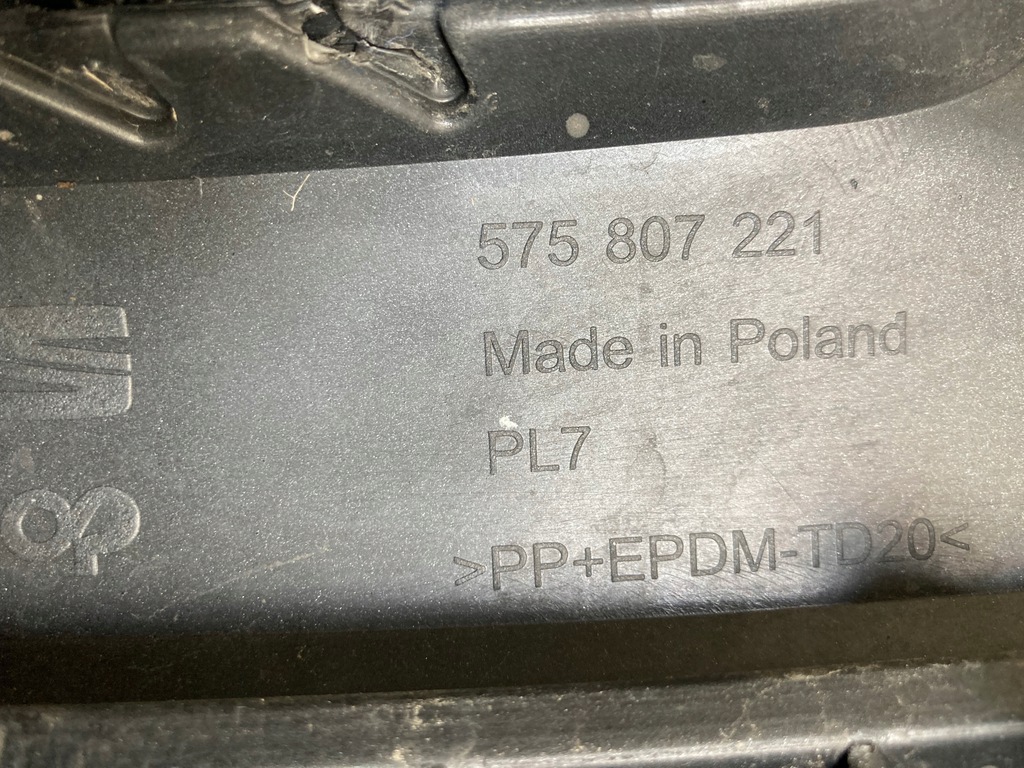 575 807 221
Made in Poland
PL7
>PP+EPDM-TD20<